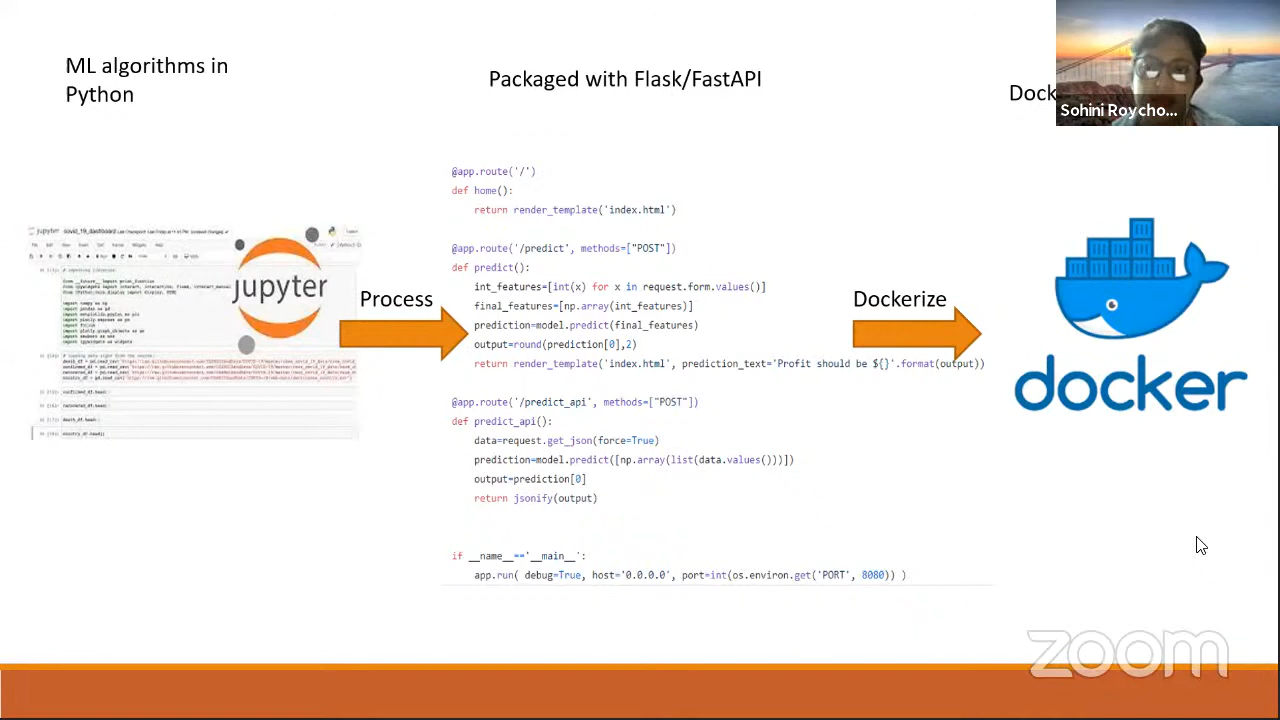 ML algorithms in
Python
Packaged with Flask/FastAPI
Dock
Sohini Roycho...
@app.route('/')
def home():
return render_template('index.html')
@app.route('/predict', methods=["POST"])
def predict():
int_features=[int(x) for x in request.form.values()]
final_features=[np.array(int_features)]
prediction=model.predict(final_features)
output=round(prediction[0],2)
return render_template('index.html', prediction_text='Profit should be ${}'.format(output))
@app.route('/predict_api', methods=["POST"])
def predict_api():
data=request.get_json(force=True)
prediction=model.predict([np.array(list(data.values()))])
output=prediction[0]
return jsonify(output)
if __name__=='__main__':
app.run( debug=True, host='0.0.0.0', port=int(os.environ.get('PORT', 8080)) )
jupyter covid_19_dashboard
jupyter
Process
Dockerize
docker
zoom